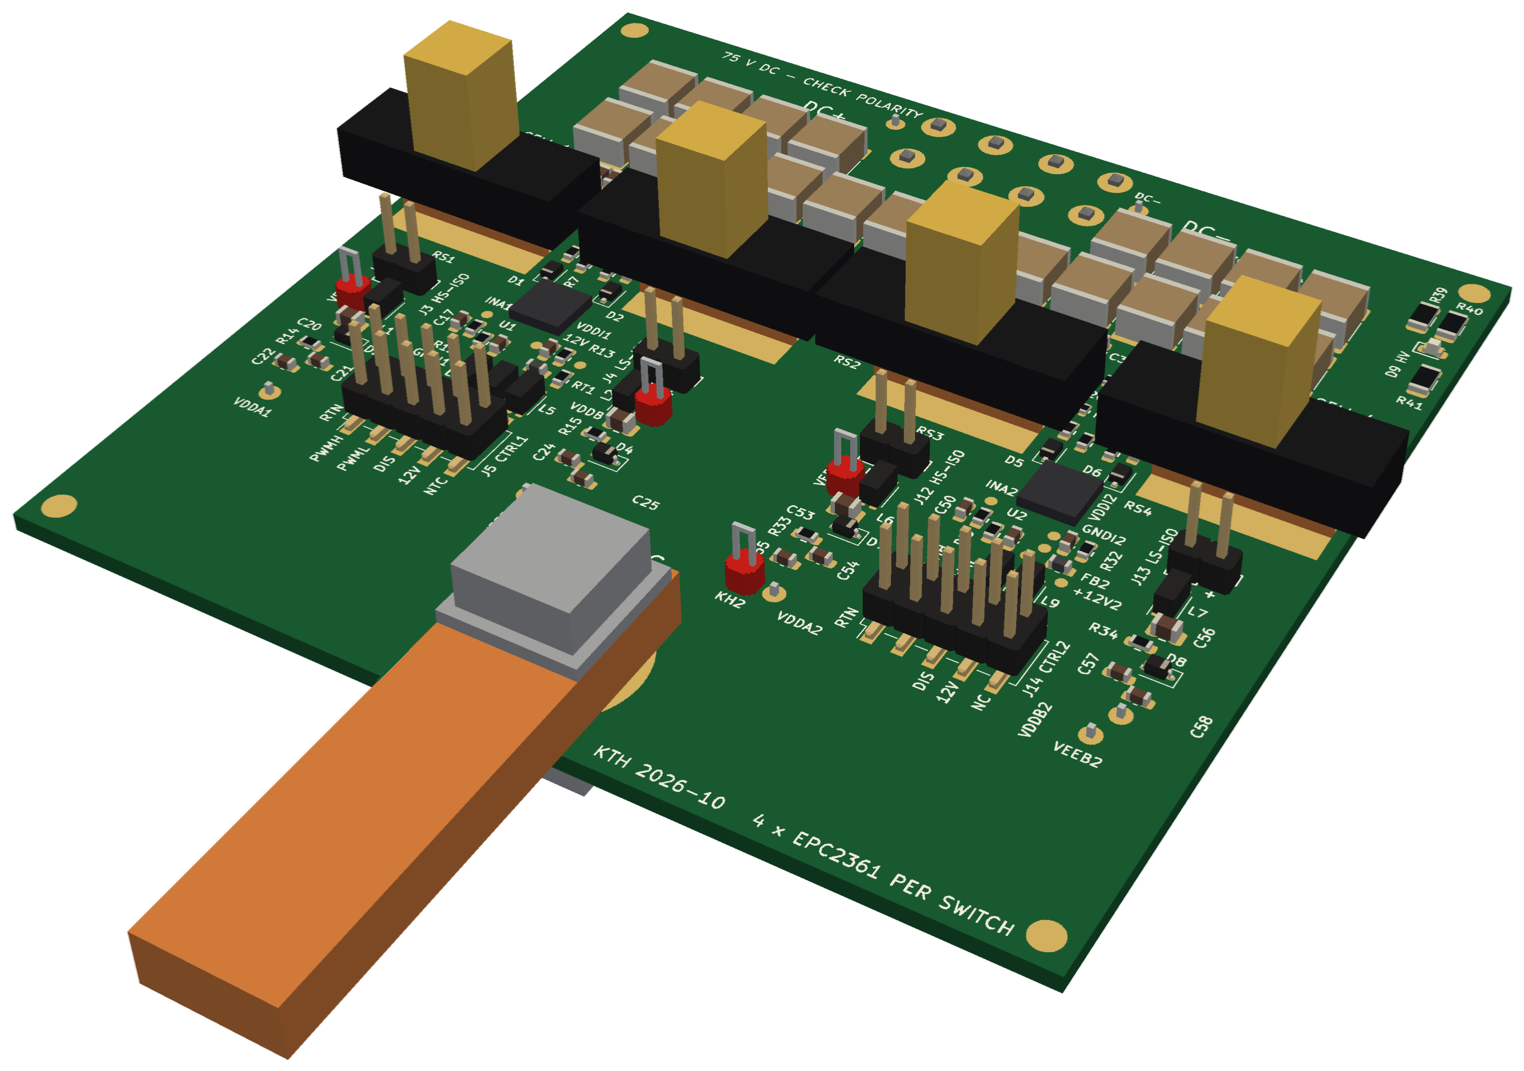 75 V DC – CHECK POLARITY
DC+
DC–
DC–
R39
R40
D9 HV
R41
RS1
D1
R7
J3 HS-ISO
INA1
D2
C17
U1
VDDI1
12V
R13
C20
R14
C22
C21
VDDA1
RT1
L5
VDDB
R15
D4
C24
C25
RTN
PWMH
PWML
DIS
12V
NTC
J5 CTRL1
RS2
RS3
D5
D6
INA2
VDDI2
RS4
J12 HS-ISO
C50
U2
GNDI2
R32
L6
C53
R33
C54
FB2
+12V2
L9
J13 LS-ISO
+
L7
C56
R34
D8
C57
C58
KH2
VDDA2
RTN
DIS
12V
NC
J14 CTRL2
VDDB2
VEEB2
KTH 2026-10
4 x EPC2361 PER SWITCH